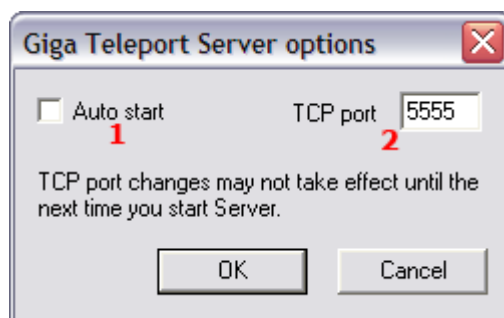 Giga Teleport Server options
Auto start TCP port 5555
1 2
TCP port changes may not take effect until the
next time you start Server.
OK Cancel